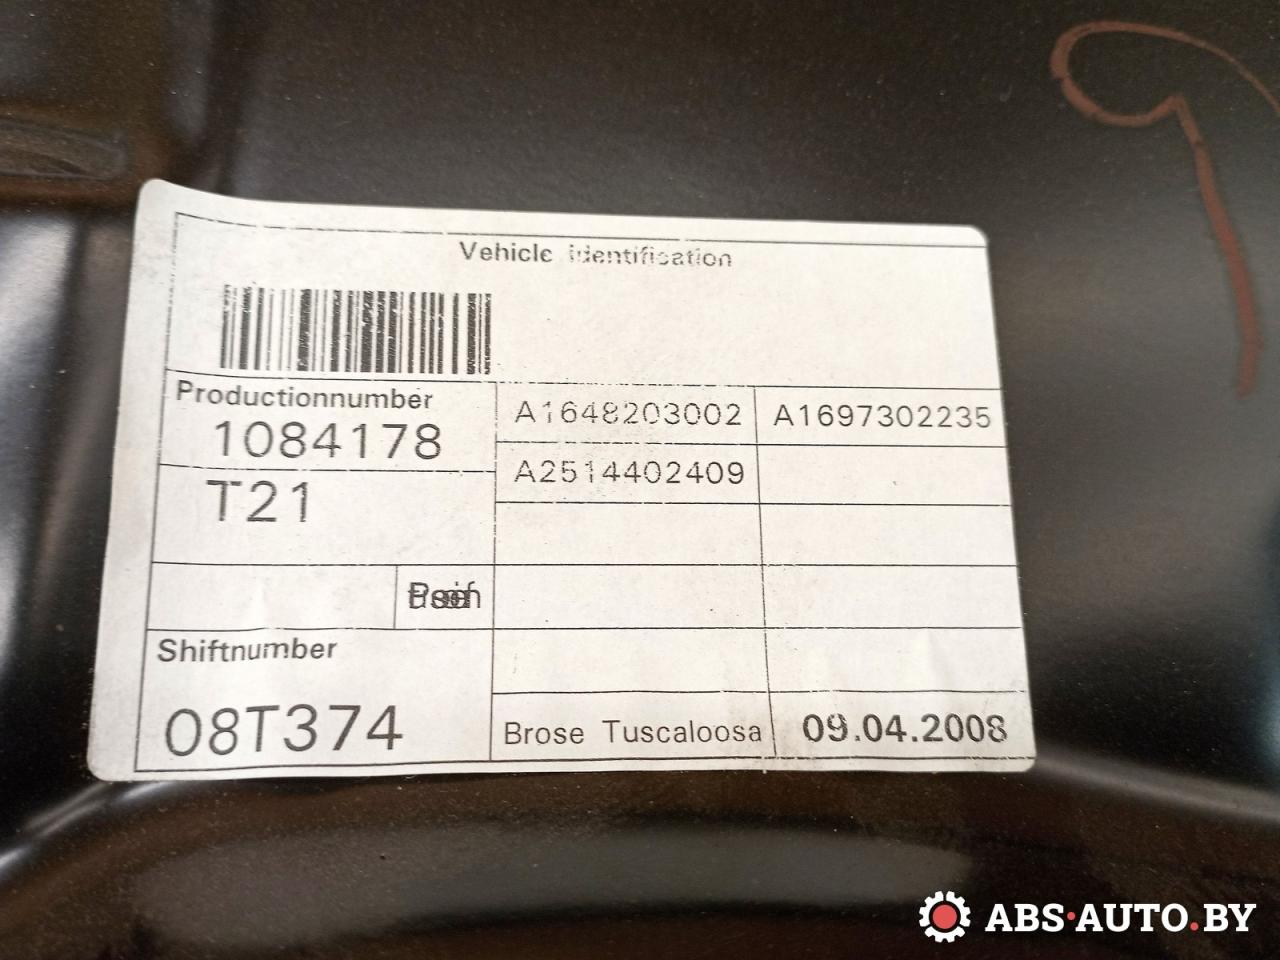 Vehicle identification
Productionnumber
1084178
A1648203002
A1697302235
T21
A2514402409
Shiftnumber
08T374
Brose Tuscaloosa
09.04.2008
ABS·AUTO.BY